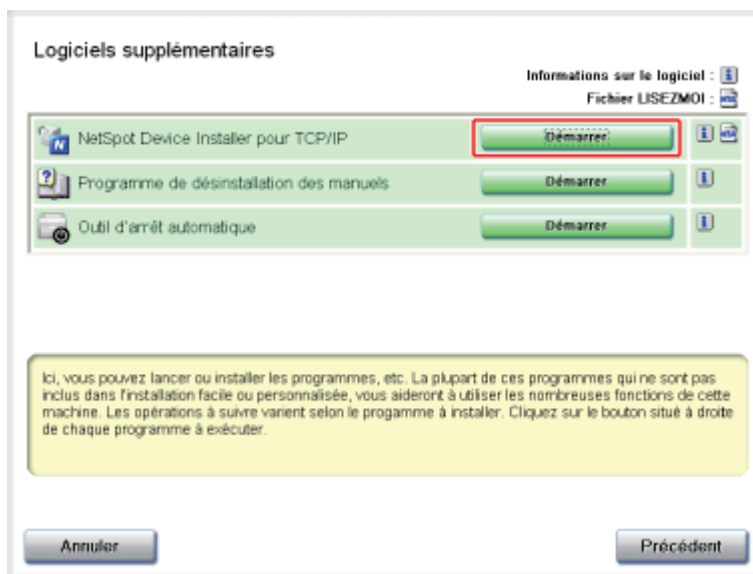 Logiciels supplémentaires
Informations sur le logiciel :
Fichier LISEZMOI :
NetSpot Device Installer pour TCP/IP
Démarrer
Programme de désinstallation des manuels
Démarrer
Outil d'arrêt automatique
Démarrer
Ici, vous pouvez lancer ou installer les programmes, etc. La plupart de ces programmes qui ne sont pas
inclus dans l'installation facile ou personnalisée, vous aideront à utiliser les nombreuses fonctions de cette
machine. Les opérations à suivre varient selon le progamme à installer. Cliquez sur le bouton situé à droite
de chaque programme à exécuter.
Annuler
Précédent